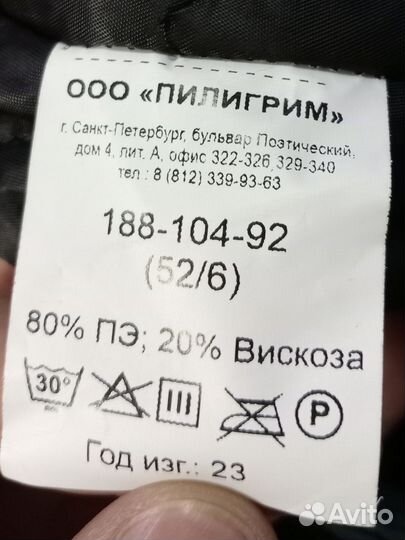 ООО «ПИЛИГРИМ»
г. Санкт-Петербург, бульвар Поэтический,
дом 4, лит. А, офис 322-326, 329-340
тел.: 8 (812) 339-93-63
188-104-92
(52/6)
80% ПЭ; 20% Вискоза
30°
P
Год изг.: 23
Avito